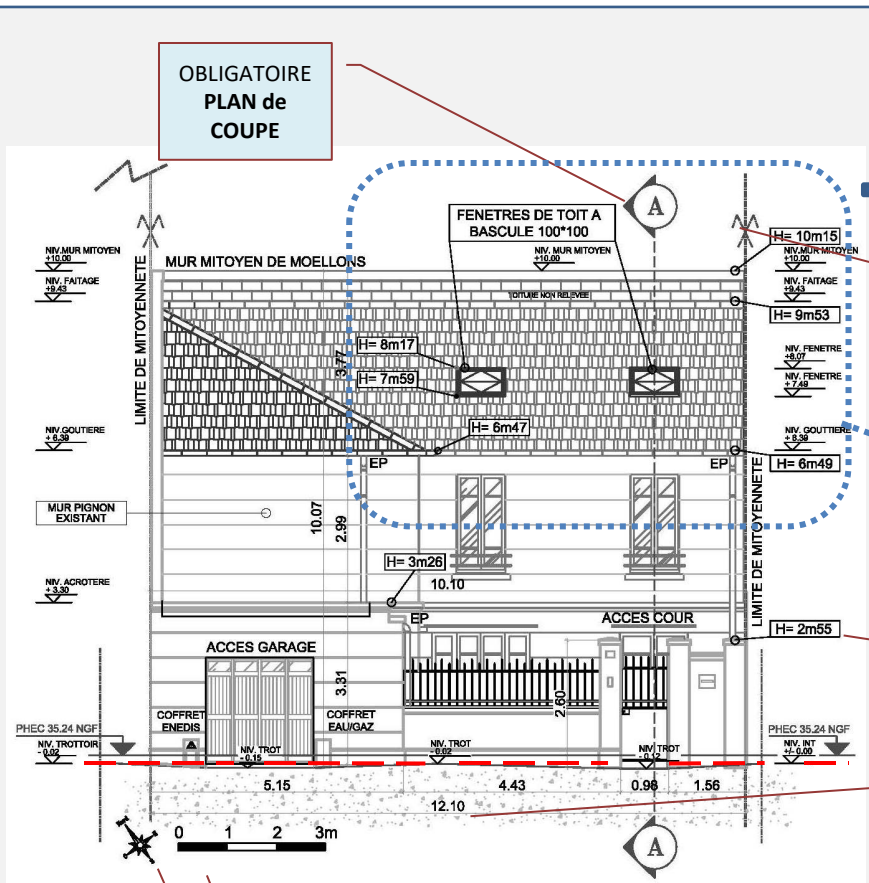 OBLIGATOIRE
PLAN de
COUPE
A
FENETRES DE TOIT A
BASCULE 100*100
H= 10m15
NIV.MUR MITOYEN
+10.00
MUR MITOYEN DE MOELLONS
NIV. MUR MITOYEN
+10.00
NIV.MUR MITOYEN
+10.00
NIV. FAITAGE
+9.43
TOITURE NON RELEVEE
NIV. FAITAGE
+9.43
H= 9m53
LIMITE DE MITOYENNETE
H= 8m17
3.77
H= 7m59
NIV. FENETRE
+8.07
NIV. FENETRE
+7.49
NIV.GOUTIERE
+ 6.39
H= 6m47
NIV. GOUTIERE
+ 6.39
EP
EP
H= 6m49
MUR PIGNON
EXISTANT
10.07
2.99
LIMITE DE MITOYENNETE
H= 3m26
10.10
NIV. ACROTERE
+ 3.30
EP
ACCES COUR
H= 2m55
ACCES GARAGE
3.31
2.60
COFFRET
ENEDIS
COFFRET
EAU/GAZ
PHEC 35.24 NGF
PHEC 35.24 NGF
NIV. TROTTOIR
- 0.02
NIV. TROT
- 0.15
NIV. TROT
- 0.02
NIV. TROT
- 0.12
NIV. INT
+/- 0.00
5.15
4.43
0.98
1.56
12.10
0 1 2 3m
A